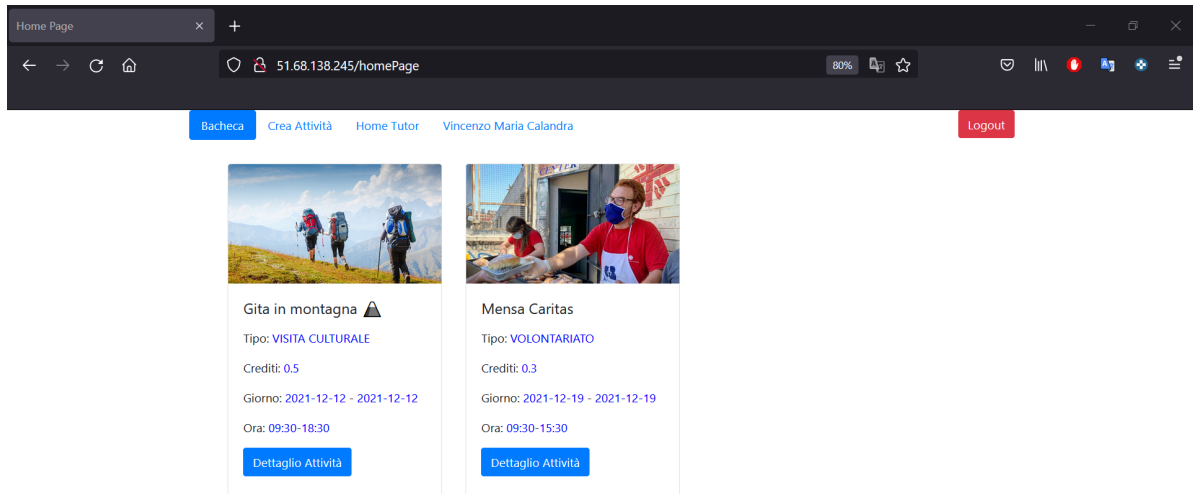 Home Page
51.68.138.245/homePage
80%
Bacheca Crea Attività Home Tutor Vincenzo Maria Calandra Logout
CENTER
Gita in montagna
Tipo: VISITA CULTURALE
Crediti: 0.5
Giorno: 2021-12-12 - 2021-12-12
Ora: 09:30-18:30
Dettaglio Attività
Mensa Caritas
Tipo: VOLONTARIATO
Crediti: 0.3
Giorno: 2021-12-19 - 2021-12-19
Ora: 09:30-15:30
Dettaglio Attività